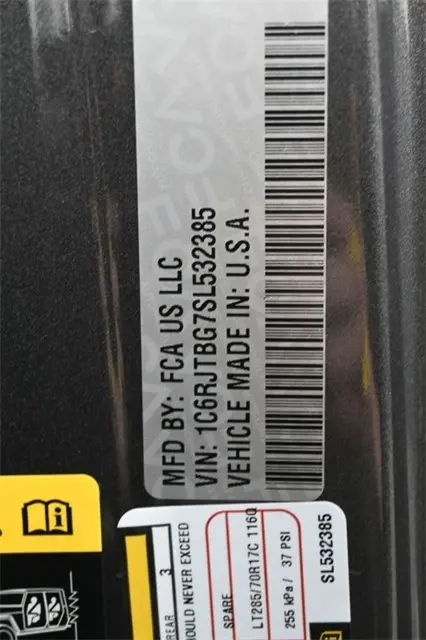 MFD BY: FCA US LLC
VIN: 1C6RJTBG7SL532385
VEHICLE MADE IN: U.S.A.
REAR
3
OULD NEVER EXCEED
SPARE
LT285/70R17C 116Q
255 kPa / 37 PSI
SL532385